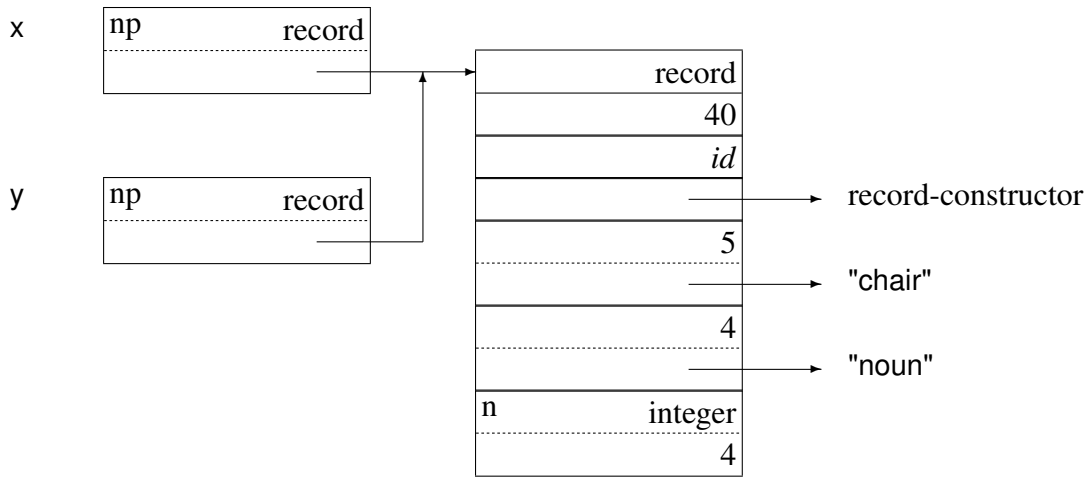 x
np record
record
40
id
y
np record
record-constructor
5
"chair"
4
"noun"
n integer
4